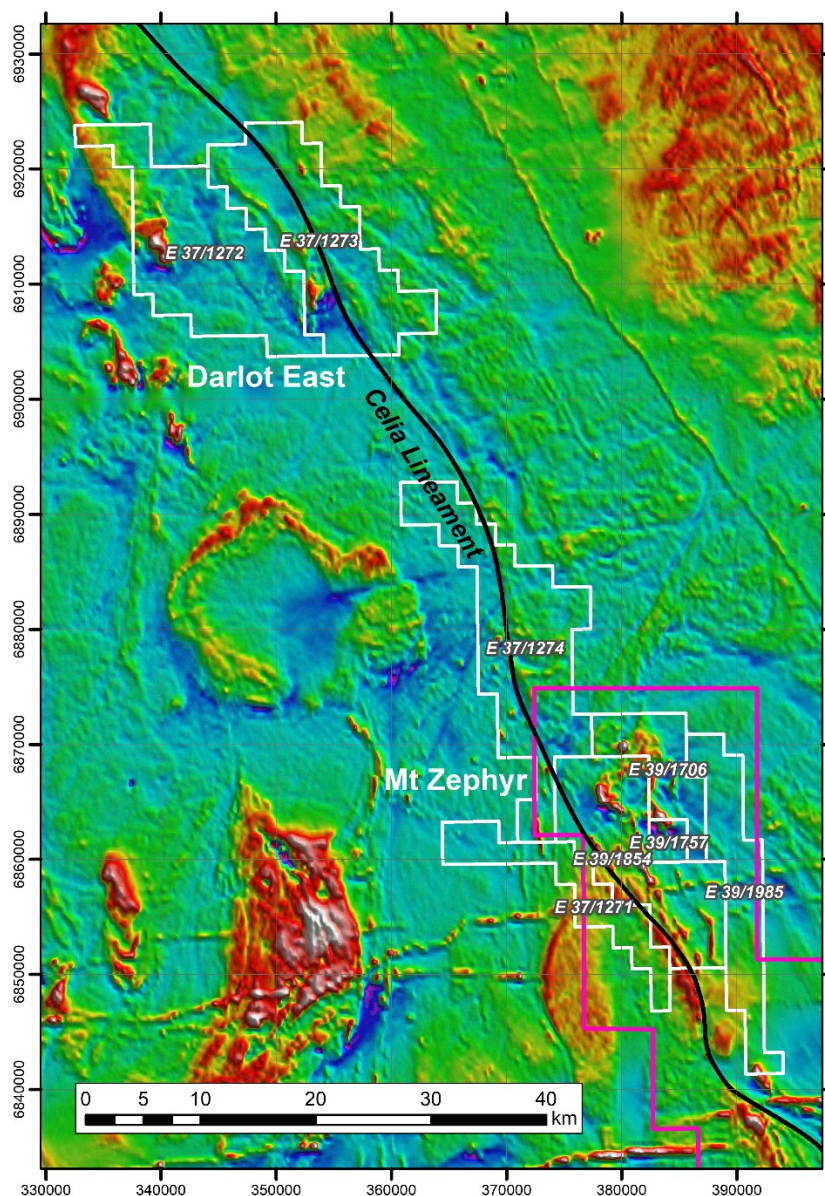 6930000
6920000
6910000
6900000
6890000
6880000
6870000
6860000
6850000
6840000
E 37/1272
E 37/1273
Darlot East
Celia Lineament
E 37/1274
Mt Zephyr
E 39/1706
E 39/1757
E 39/1854
E 39/1985
E 37/1271
0 5 10 20 30 40
km
330000 340000 350000 360000 370000 380000 390000